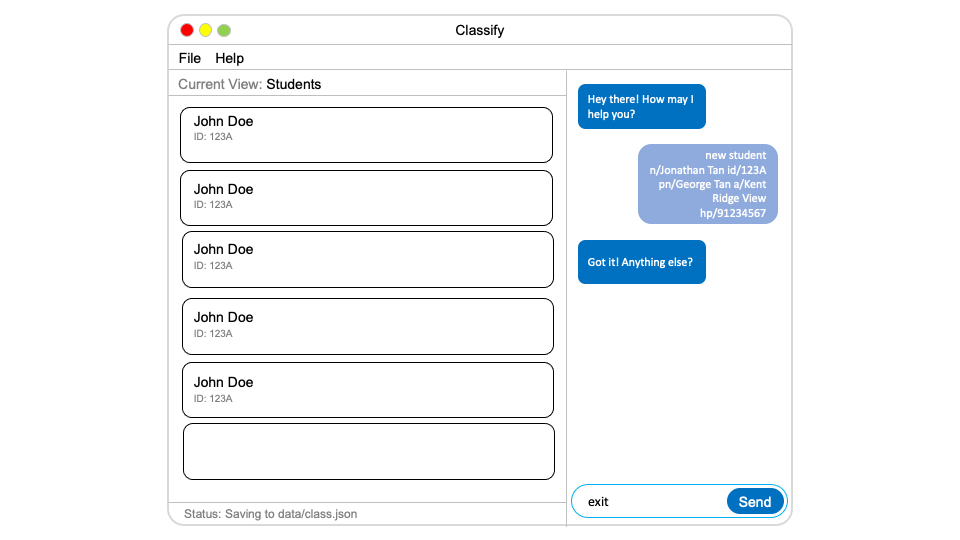 Classify
File Help
Current View: Students
John Doe
ID: 123A
John Doe
ID: 123A
John Doe
ID: 123A
John Doe
ID: 123A
John Doe
ID: 123A
Status: Saving to data/class.json
Hey there! How may I
help you?
new student
n/Jonathan Tan id/123A
pn/George Tan a/Kent
Ridge View
hp/91234567
Got it! Anything else?
exit
Send